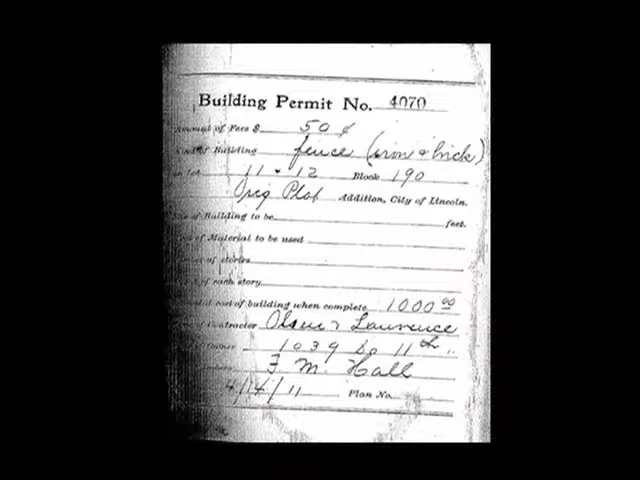 Building Permit No. 4070
Amount of Fees $ 50 ¢
Kind of Building fence (iron & brick)
on Lot 11 - 12 Block 190
Orig Plat Addition, City of Lincoln.
Size of Building to be feet.
of Material to be used
of stories
of each story
cost of building when complete 1000 00
Contractor Olsen & Lawrence
Owner 1039 So 11th
F. M. Hall
4/14/11 Plan No.